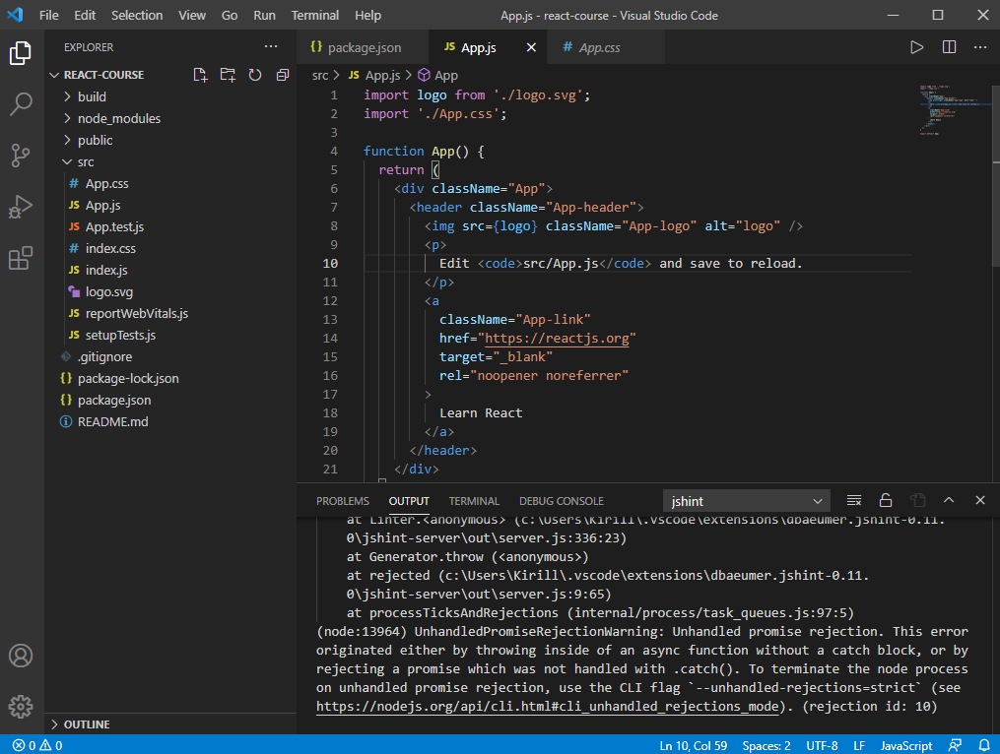 File Edit Selection View Go Run Terminal Help App.js - react-course - Visual Studio Code
EXPLORER
REACT-COURSE
build
node_modules
public
src
# App.css
JS App.js
JS App.test.js
# index.css
JS index.js
logo.svg
JS reportWebVitals.js
JS setupTests.js
.gitignore
{} package-lock.json
{} package.json
README.md
OUTLINE
{} package.json JS App.js # App.css
src > JS App.js > App
1 import logo from './logo.svg';
2 import './App.css';
3
4 function App() {
5 return (
6 <div className="App">
7 <header className="App-header">
8 <img src={logo} className="App-logo" alt="logo" />
9 <p>
10 Edit <code>src/App.js</code> and save to reload.
11 </p>
12 <a
13 className="App-link"
14 href="https://reactjs.org"
15 target="_blank"
16 rel="noopener noreferrer"
17 >
18 Learn React
19 </a>
20 </header>
21 </div>
PROBLEMS OUTPUT TERMINAL DEBUG CONSOLE jshint
at Linter.<anonymous> (c:\Users\Kirill\.vscode\extensions\dbaeumer.jshint-0.11.
0\jshint-server\out\server.js:336:23)
at Generator.throw (<anonymous>)
at rejected (c:\Users\Kirill\.vscode\extensions\dbaeumer.jshint-0.11.
0\jshint-server\out\server.js:9:65)
at processTicksAndRejections (internal/process/task_queues.js:97:5)
(node:13964) UnhandledPromiseRejectionWarning: Unhandled promise rejection. This error
originated either by throwing inside of an async function without a catch block, or by
rejecting a promise which was not handled with .catch(). To terminate the node process
on unhandled promise rejection, use the CLI flag `--unhandled-rejections=strict` (see
https://nodejs.org/api/cli.html#cli_unhandled_rejections_mode). (rejection id: 10)
0 0 Ln 10, Col 59 Spaces: 2 UTF-8 LF JavaScript